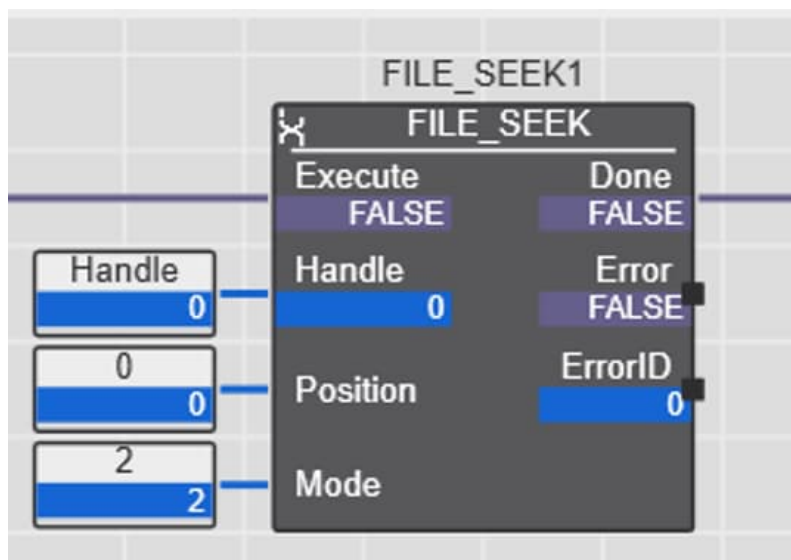 FILE_SEEK1
FILE_SEEK
Execute Done
FALSE FALSE
Handle Handle Error
0 0 FALSE
0 Position ErrorID
0 0
2 Mode
2